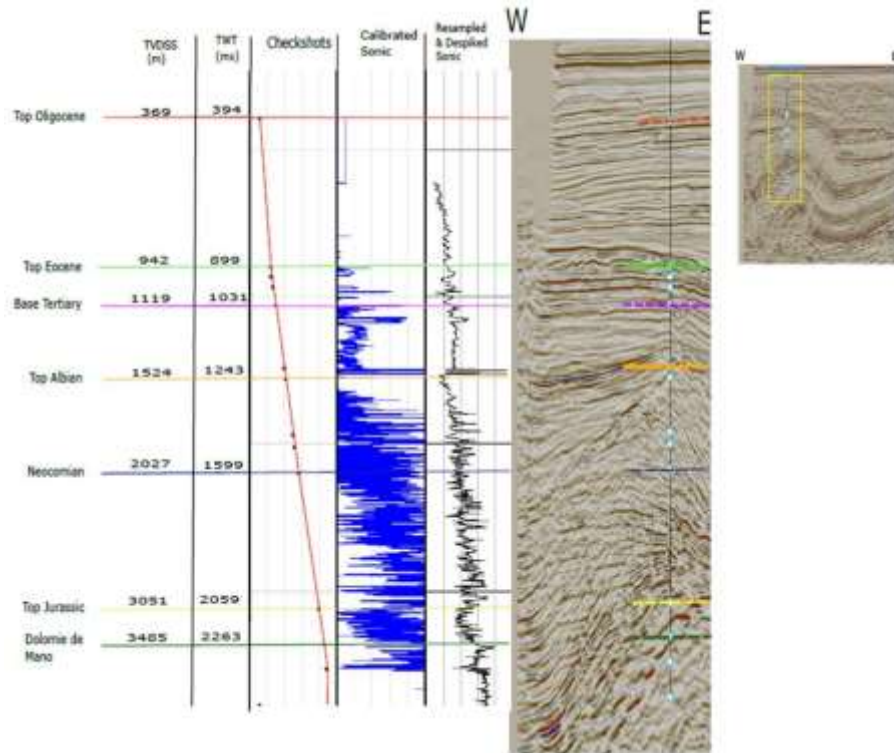 TVDSS (m)
TWT (ms)
Checkshots
Calibrated Sonic
Resampled & Despiked Sonic
W
E
W
Top Oligocene 369 394
Top Eocene 942 899
Base Tertiary 1119 1031
Top Albian 1524 1243
Neocomian 2027 1599
Top Jurassic 3051 2059
Dolomie de Mano 3485 2263